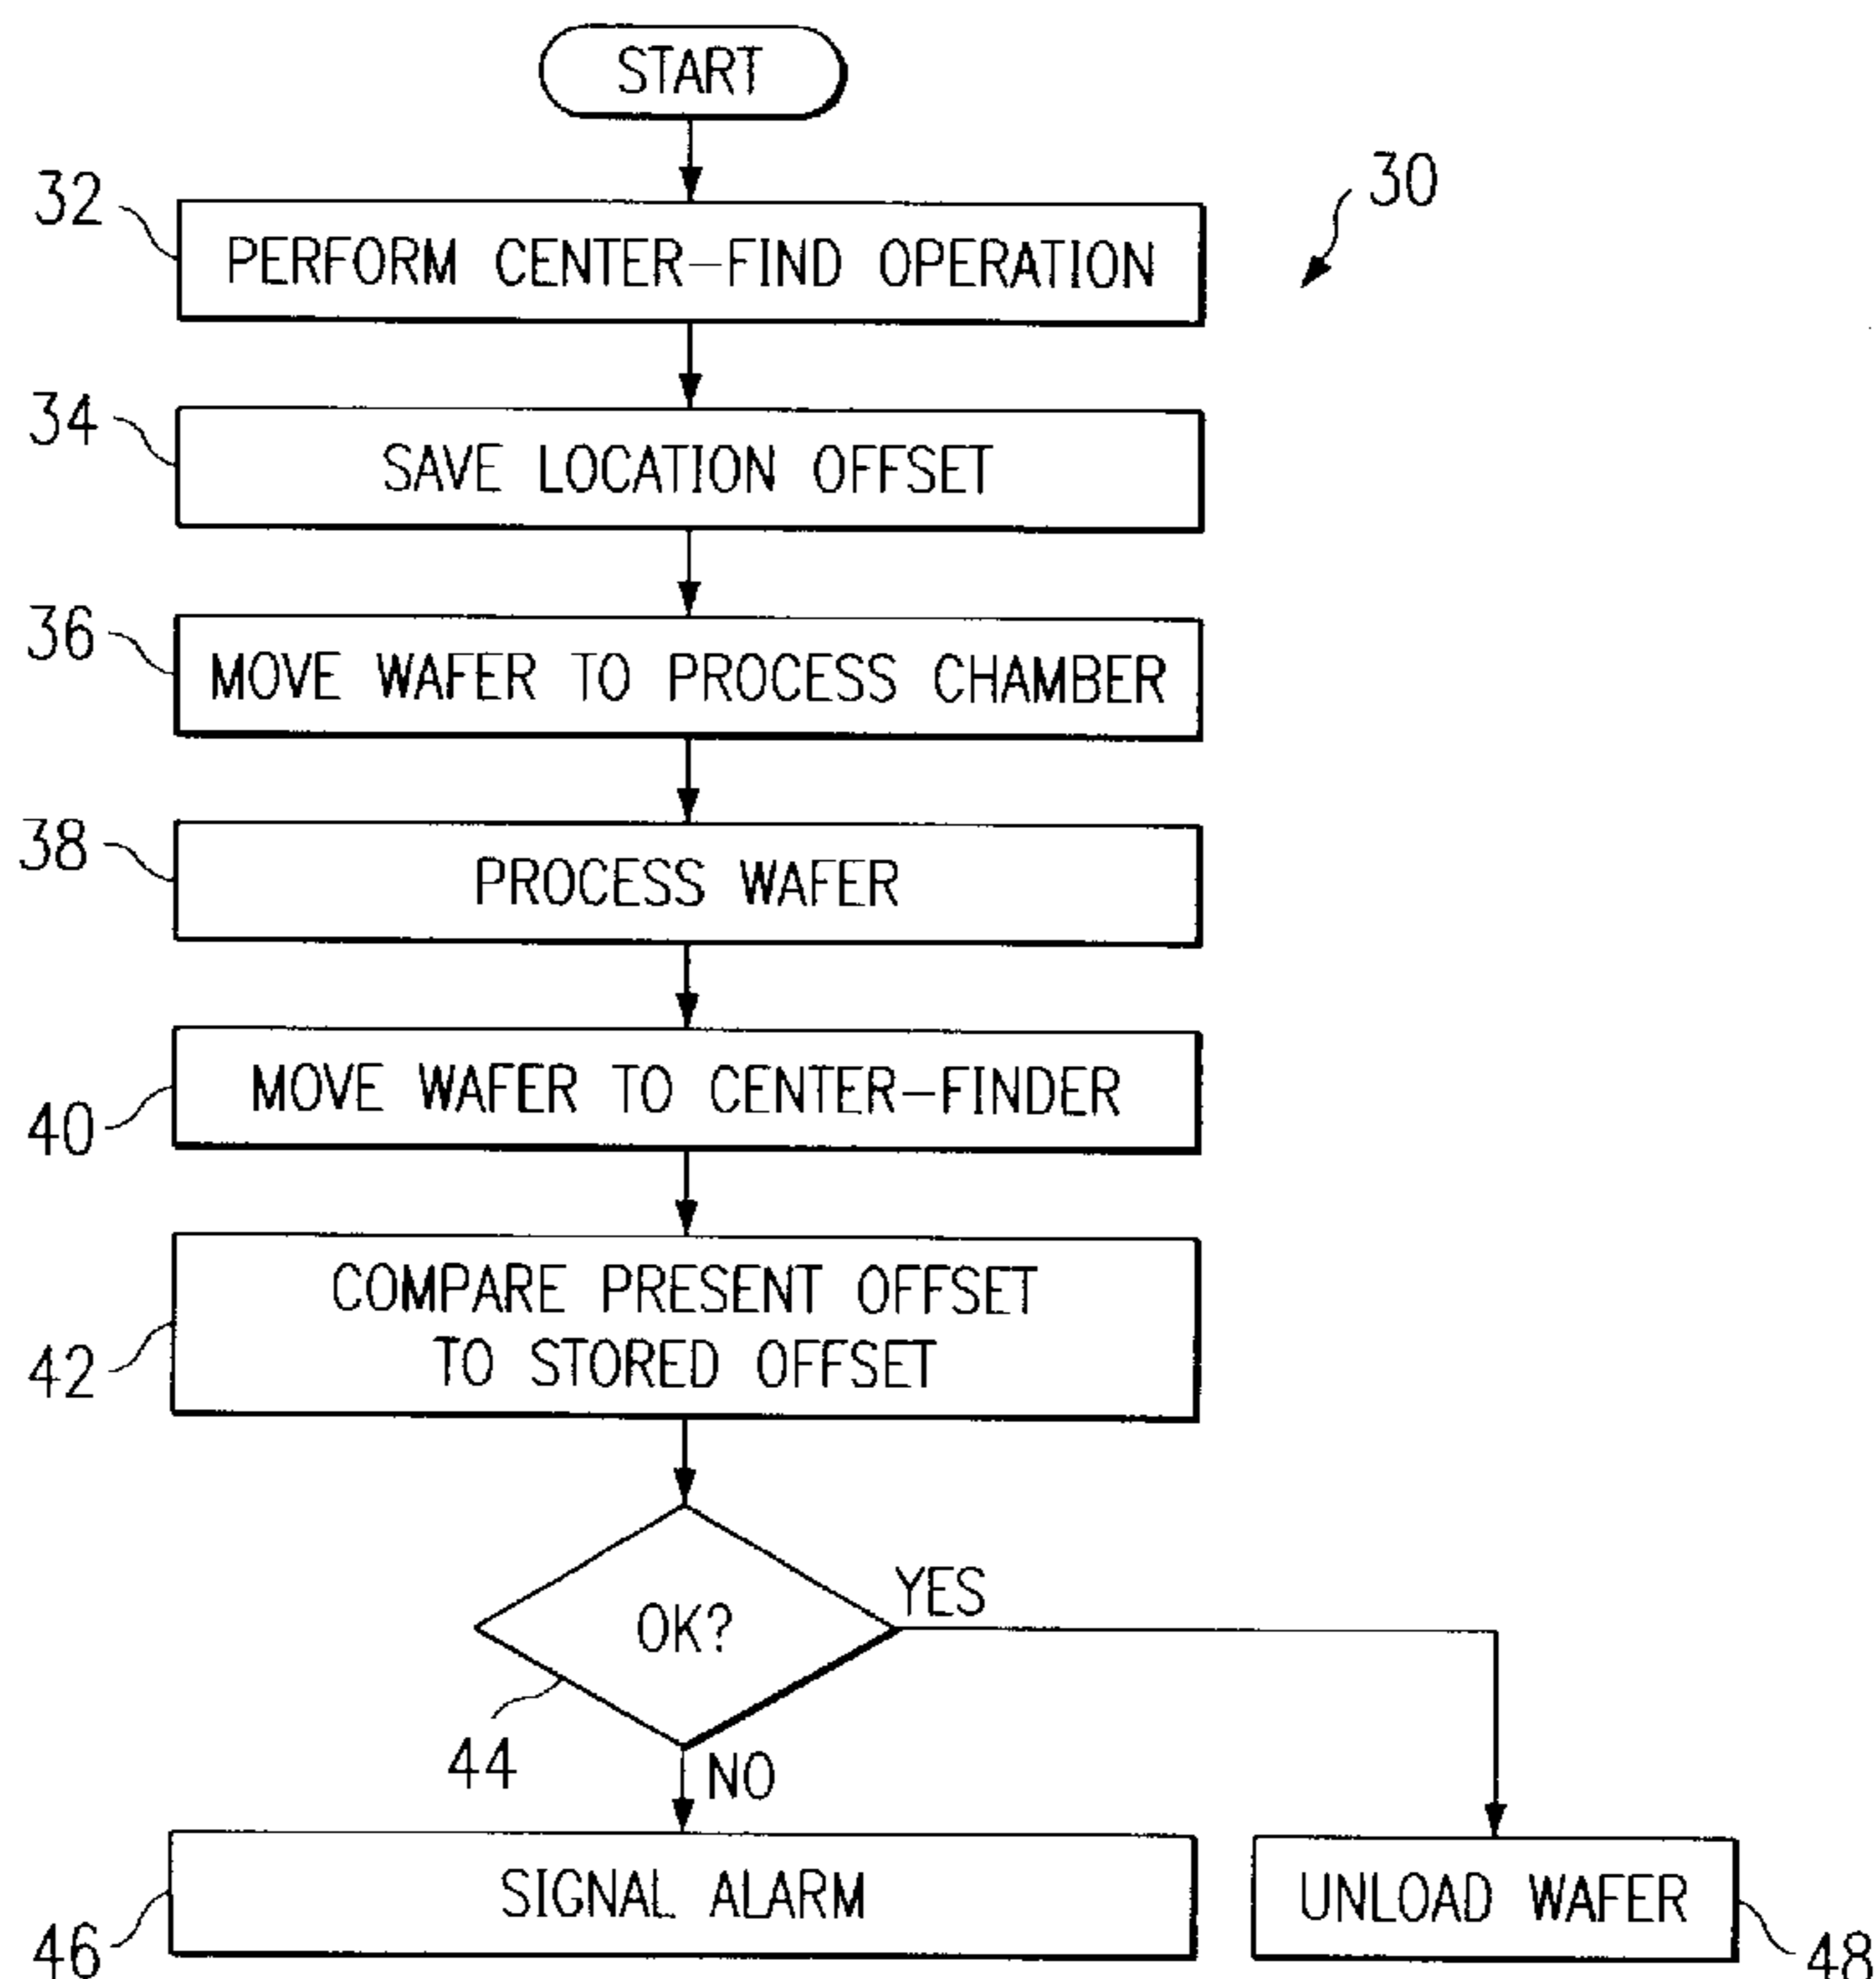 START
30
32
PERFORM CENTER-FIND OPERATION
34
SAVE LOCATION OFFSET
36
MOVE WAFER TO PROCESS CHAMBER
38
PROCESS WAFER
40
MOVE WAFER TO CENTER-FINDER
42
COMPARE PRESENT OFFSET
TO STORED OFFSET
OK?
YES
44
NO
46
SIGNAL ALARM
UNLOAD WAFER
48